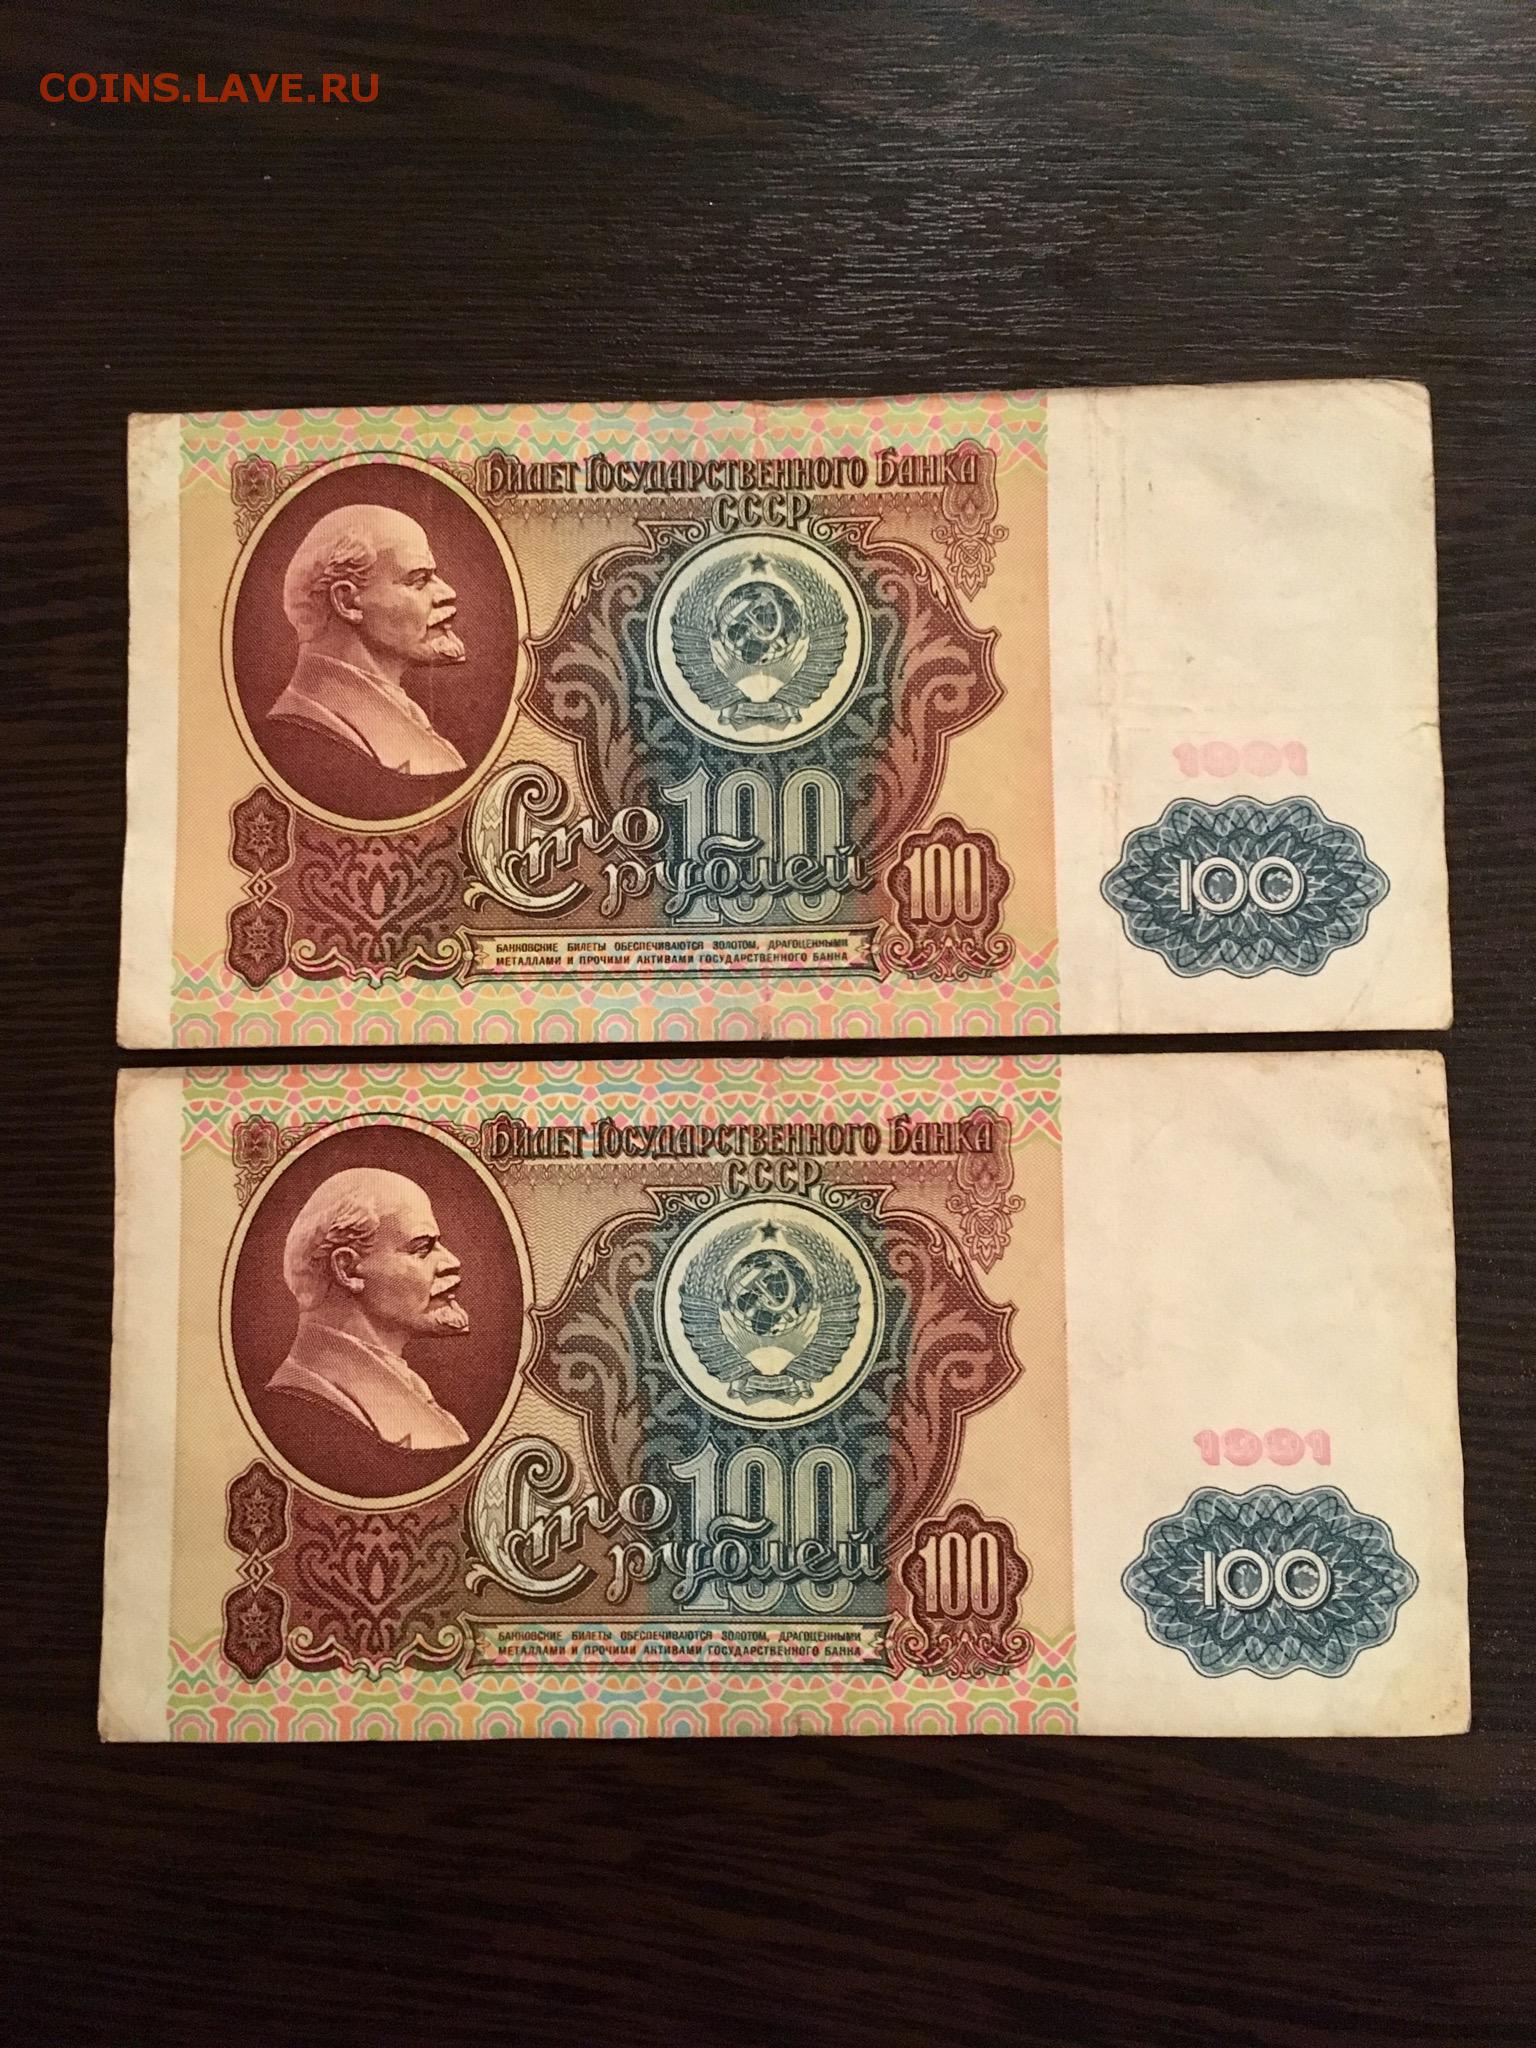 COINS.LAVE.RU
Билет Государственного Банка
СССР
100
Сто
рублей
100
БАНКОВСКИЕ БИЛЕТЫ ОБЕСПЕЧИВАЮТСЯ ЗОЛОТОМ, ДРАГОЦЕННЫМИ
МЕТАЛЛАМИ И ПРОЧИМИ АКТИВАМИ ГОСУДАРСТВЕННОГО БАНКА
1991
100
Билет Государственного Банка
СССР
100
Сто
рублей
100
БАНКОВСКИЕ БИЛЕТЫ ОБЕСПЕЧИВАЮТСЯ ЗОЛОТОМ, ДРАГОЦЕННЫМИ
МЕТАЛЛАМИ И ПРОЧИМИ АКТИВАМИ ГОСУДАРСТВЕННОГО БАНКА
1991
100